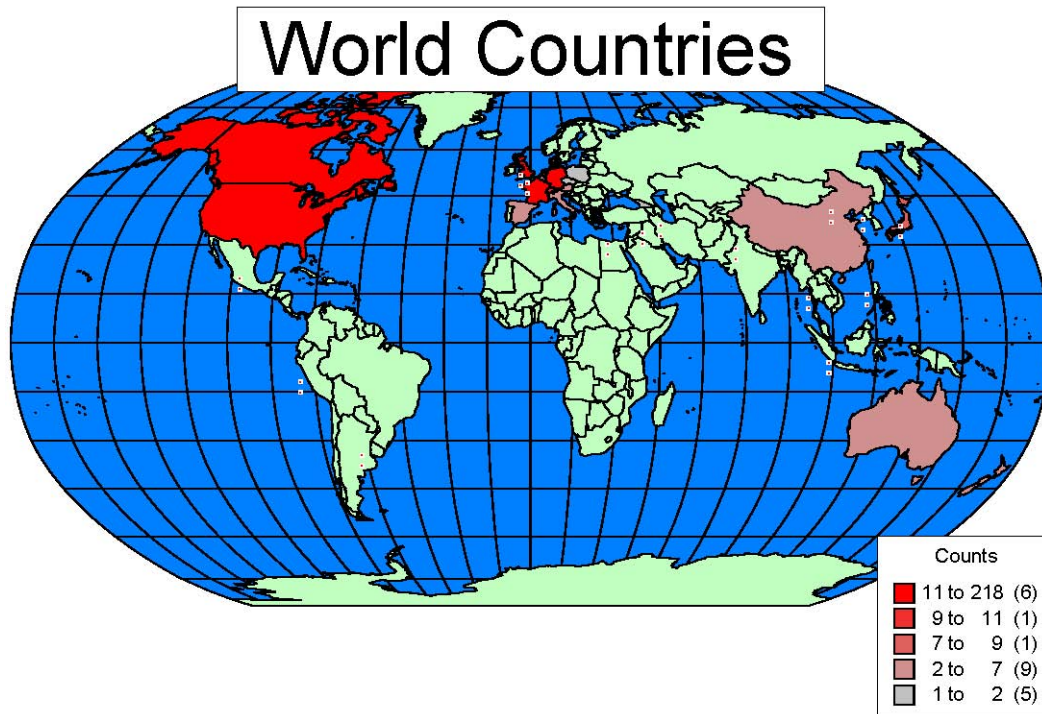 World Countries
Counts
11 to 218 (6)
9 to 11 (1)
7 to 9 (1)
2 to 7 (9)
1 to 2 (5)